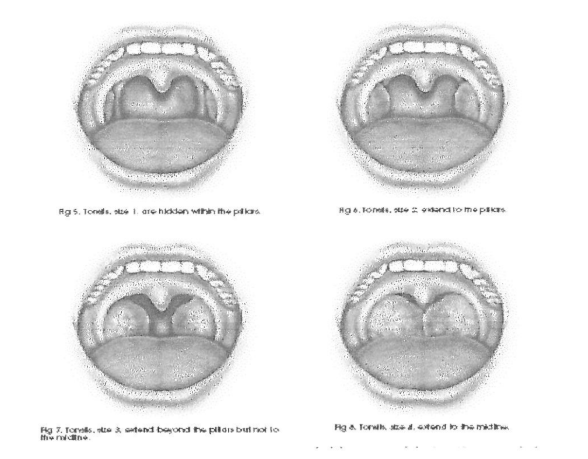 Fig 5. Tonsils, size 1, are hidden within the pillars.
Fig 6. Tonsils, size 2, extend to the pillars.
Fig 7. Tonsils, size 3, extend beyond the pillars but not to
the midline.
Fig 8. Tonsils, size 4, extend to the midline.